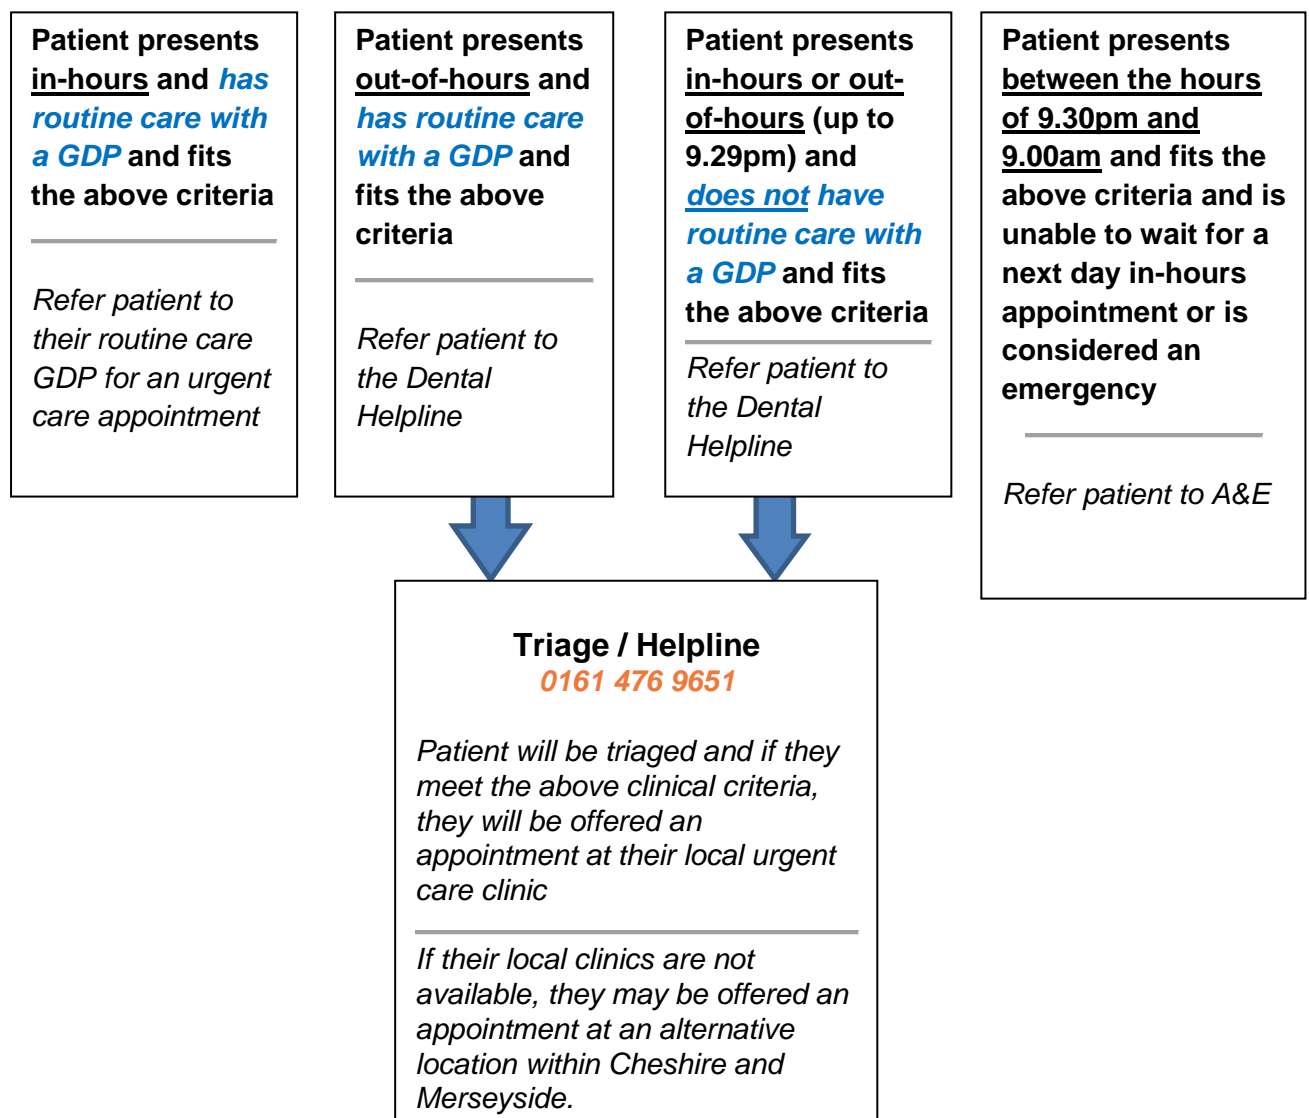 Patient presents
in-hours and has
routine care with
a GDP and fits
the above criteria
Refer patient to
their routine care
GDP for an urgent
care appointment
Patient presents
out-of-hours and
has routine care
with a GDP and
fits the above
criteria
Refer patient to
the Dental
Helpline
Patient presents
in-hours or out-
of-hours (up to
9.29pm) and
does not have
routine care with
a GDP and fits
the above criteria
Refer patient to
the Dental
Helpline
Patient presents
between the hours
of 9.30pm and
9.00am and fits the
above criteria and is
unable to wait for a
next day in-hours
appointment or is
considered an
emergency
Refer patient to A&E
Triage / Helpline
0161 476 9651
Patient will be triaged and if they
meet the above clinical criteria,
they will be offered an
appointment at their local urgent
care clinic
If their local clinics are not
available, they may be offered an
appointment at an alternative
location within Cheshire and
Merseyside.